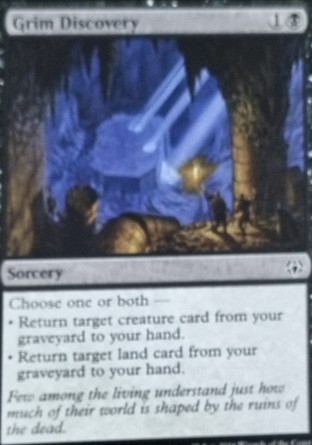 Grim Discovery 1
Sorcery
Choose one or both —
• Return target creature card from your
graveyard to your hand.
• Return target land card from your
graveyard to your hand.
Few among the living understand just how
much of their world is shaped by the ruins of
the dead.